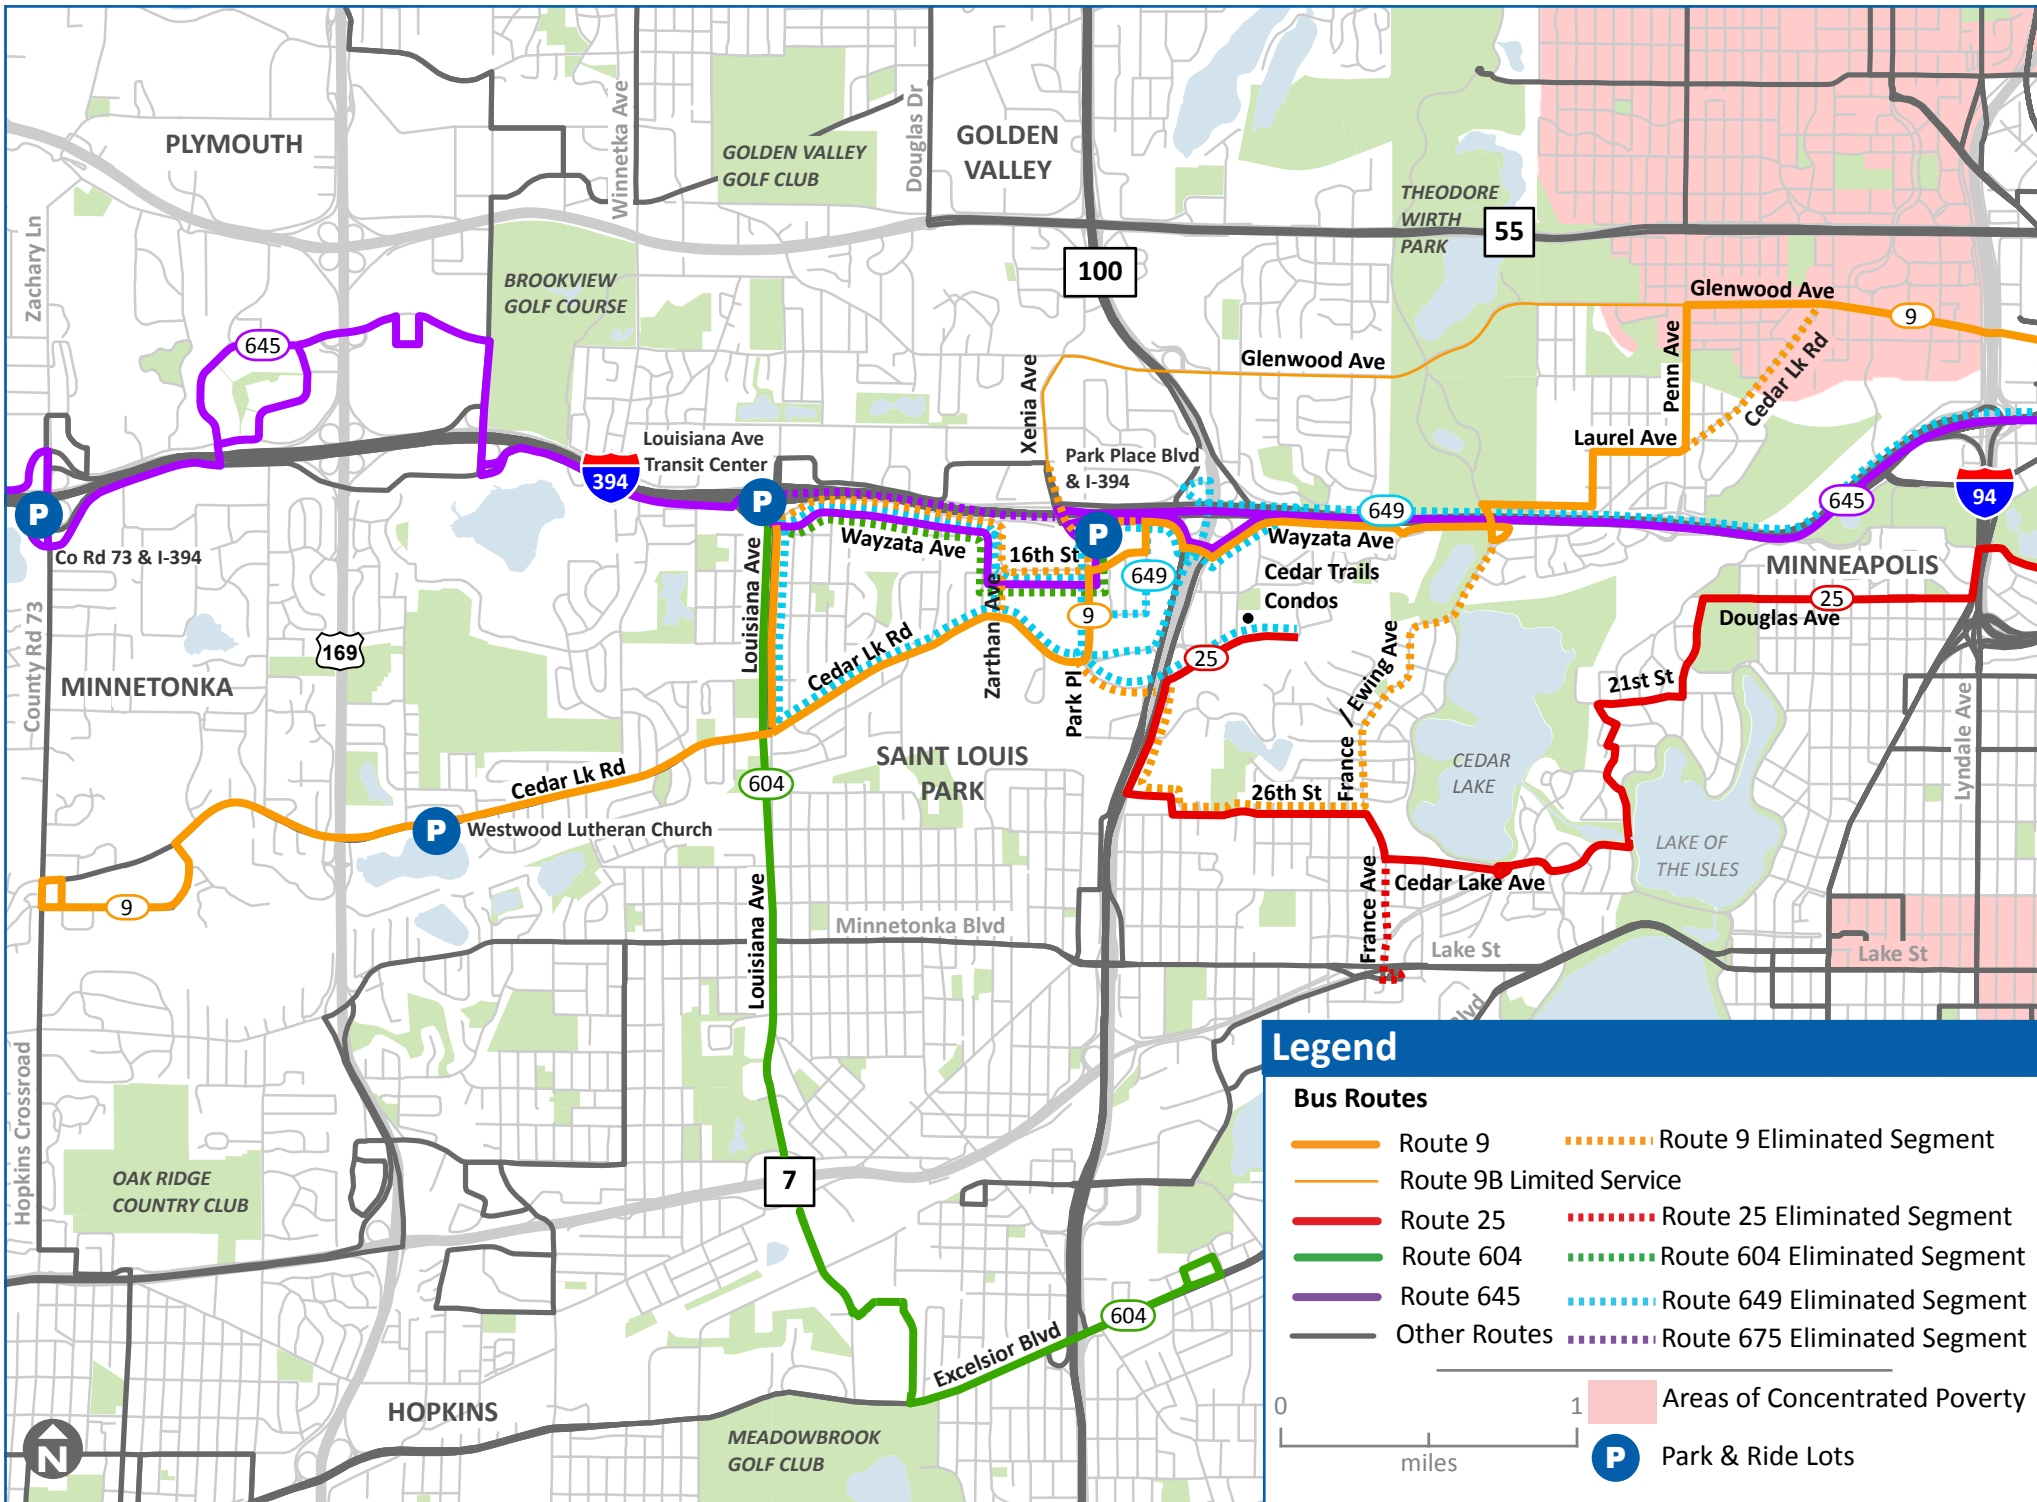 PLYMOUTH
Zachary Ln
Winnetka Ave
GOLDEN VALLEY
GOLF CLUB
Douglas Dr
GOLDEN
VALLEY
THEODORE
WIRTH
PARK
55
100
BROOKVIEW
GOLF COURSE
Glenwood Ave
9
645
Glenwood Ave
Penn Ave
Cedar Lk Rd
Xenia Ave
Laurel Ave
Louisiana Ave
Transit Center
Park Place Blvd
& I-394
394
P
P
649
645
94
P
Co Rd 73 & I-394
Wayzata Ave
16th St
P
Wayzata Ave
MINNEAPOLIS
649
Cedar Trails
Condos
25
Douglas Ave
Louisiana Ave
Zarthan Ave
9
County Rd 73
169
MINNETONKA
Cedar Lk Rd
25
France / Ewing Ave
21st St
Park Pl
Lyndale Ave
SAINT LOUIS
PARK
CEDAR
LAKE
Cedar Lk Rd
604
26th St
P
Westwood Lutheran Church
LAKE OF
THE ISLES
9
Louisiana Ave
France Ave
Cedar Lake Ave
Minnetonka Blvd
Lake St
Lake St
Blvd
Hopkins Crossroad
OAK RIDGE
COUNTRY CLUB
7
604
Excelsior Blvd
HOPKINS
MEADOWBROOK
GOLF CLUB
N
Legend
Bus Routes
Route 9
Route 9 Eliminated Segment
Route 9B Limited Service
Route 25
Route 25 Eliminated Segment
Route 604
Route 604 Eliminated Segment
Route 645
Route 649 Eliminated Segment
Other Routes
Route 675 Eliminated Segment
0 1
miles
Areas of Concentrated Poverty
P
Park & Ride Lots